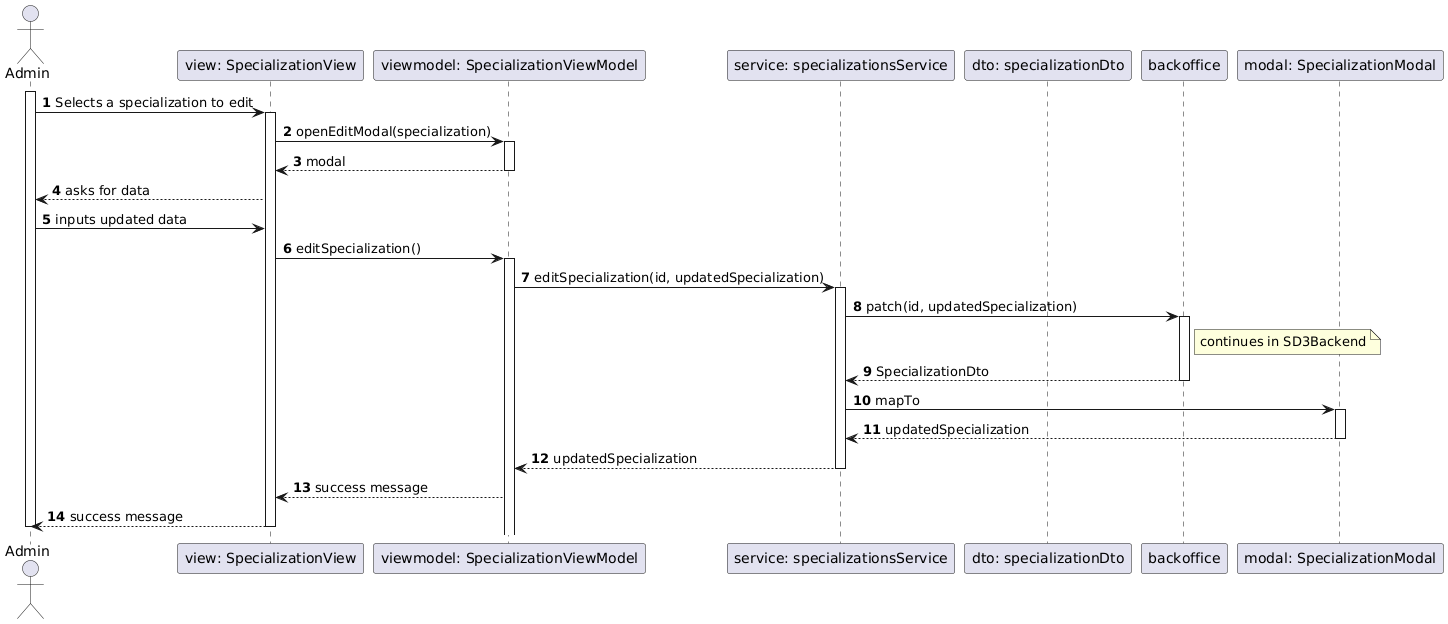 Admin
view: SpecializationView
viewmodel: SpecializationViewModel
service: specializationsService
dto: specializationDto
backoffice
modal: SpecializationModal
1 Selects a specialization to edit
2 openEditModal(specialization)
3 modal
4 asks for data
5 inputs updated data
6 editSpecialization()
7 editSpecialization(id, updatedSpecialization)
8 patch(id, updatedSpecialization)
continues in SD3Backend
9 SpecializationDto
10 mapTo
11 updatedSpecialization
12 updatedSpecialization
13 success message
14 success message
Admin
view: SpecializationView
viewmodel: SpecializationViewModel
service: specializationsService
dto: specializationDto
backoffice
modal: SpecializationModal